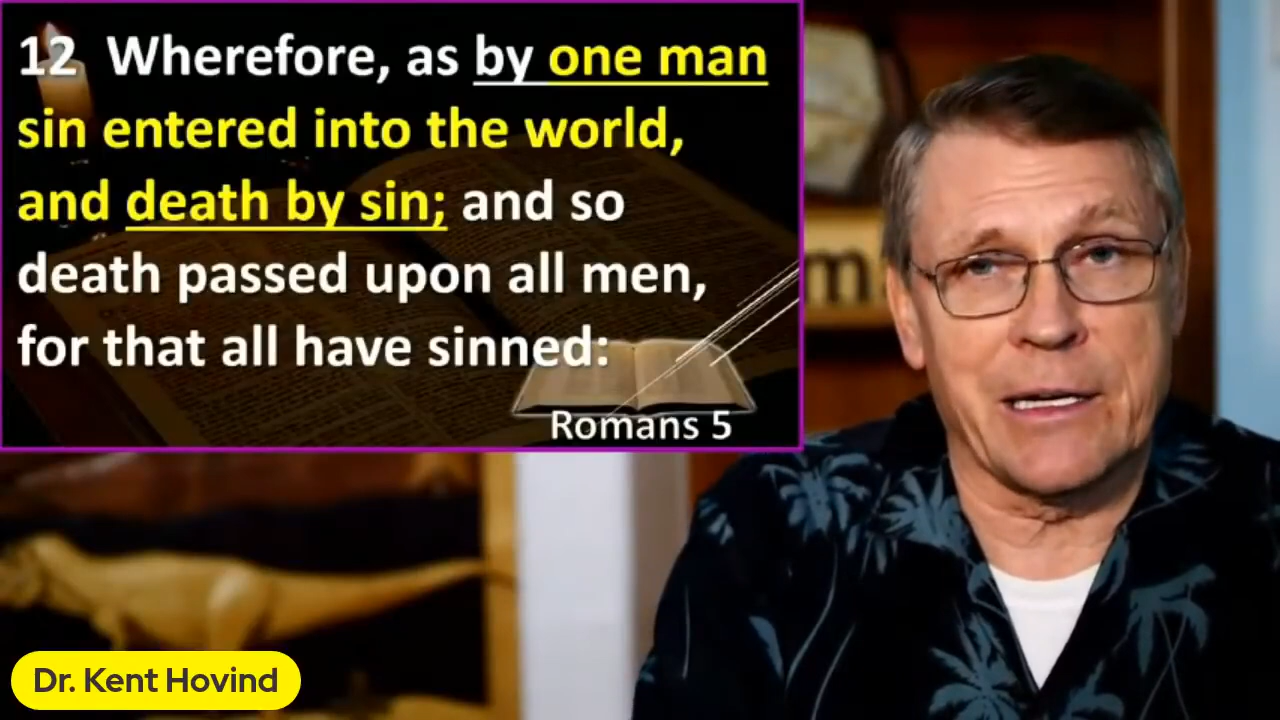 12 Wherefore, as by one man
sin entered into the world,
and death by sin; and so
death passed upon all men,
for that all have sinned:
Romans 5
Dr. Kent Hovind